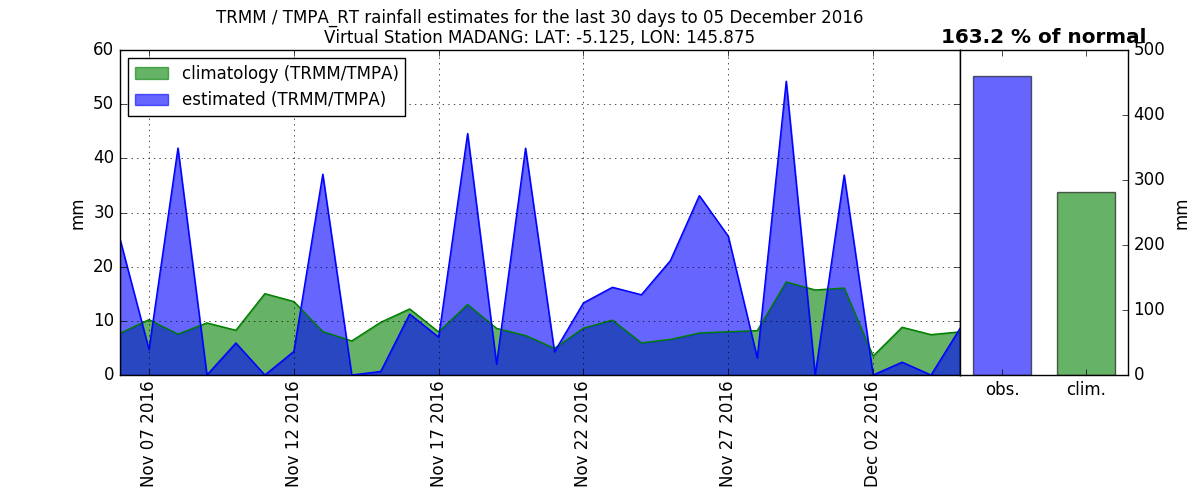 TRMM / TMPA_RT rainfall estimates for the last 30 days to 05 December 2016
Virtual Station MADANG: LAT: -5.125, LON: 145.875
163.2 % of normal
climatology (TRMM/TMPA)
estimated (TRMM/TMPA)
60
50
40
30
20
10
0
mm
Nov 07 2016
Nov 12 2016
Nov 17 2016
Nov 22 2016
Nov 27 2016
Dec 02 2016
500
400
300
200
100
0
mm
obs.
clim.